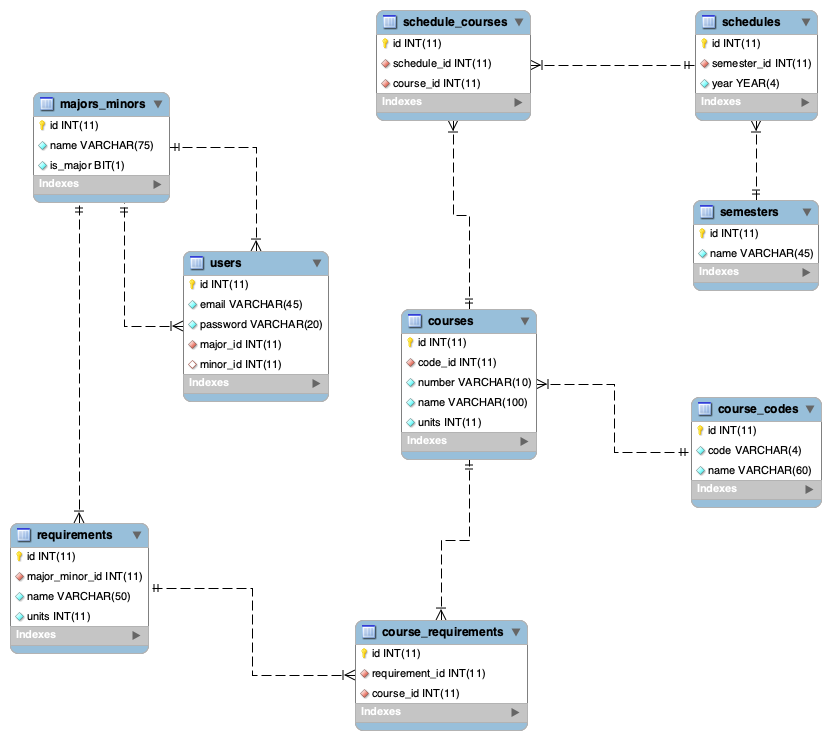 schedule_courses
id INT(11)
schedule_id INT(11)
course_id INT(11)
Indexes
schedules
id INT(11)
semester_id INT(11)
year YEAR(4)
Indexes
majors_minors
id INT(11)
name VARCHAR(75)
is_major BIT(1)
Indexes
semesters
id INT(11)
name VARCHAR(45)
Indexes
users
id INT(11)
email VARCHAR(45)
password VARCHAR(20)
major_id INT(11)
minor_id INT(11)
Indexes
courses
id INT(11)
code_id INT(11)
number VARCHAR(10)
name VARCHAR(100)
units INT(11)
Indexes
course_codes
id INT(11)
code VARCHAR(4)
name VARCHAR(60)
Indexes
requirements
id INT(11)
major_minor_id INT(11)
name VARCHAR(50)
units INT(11)
Indexes
course_requirements
id INT(11)
requirement_id INT(11)
course_id INT(11)
Indexes